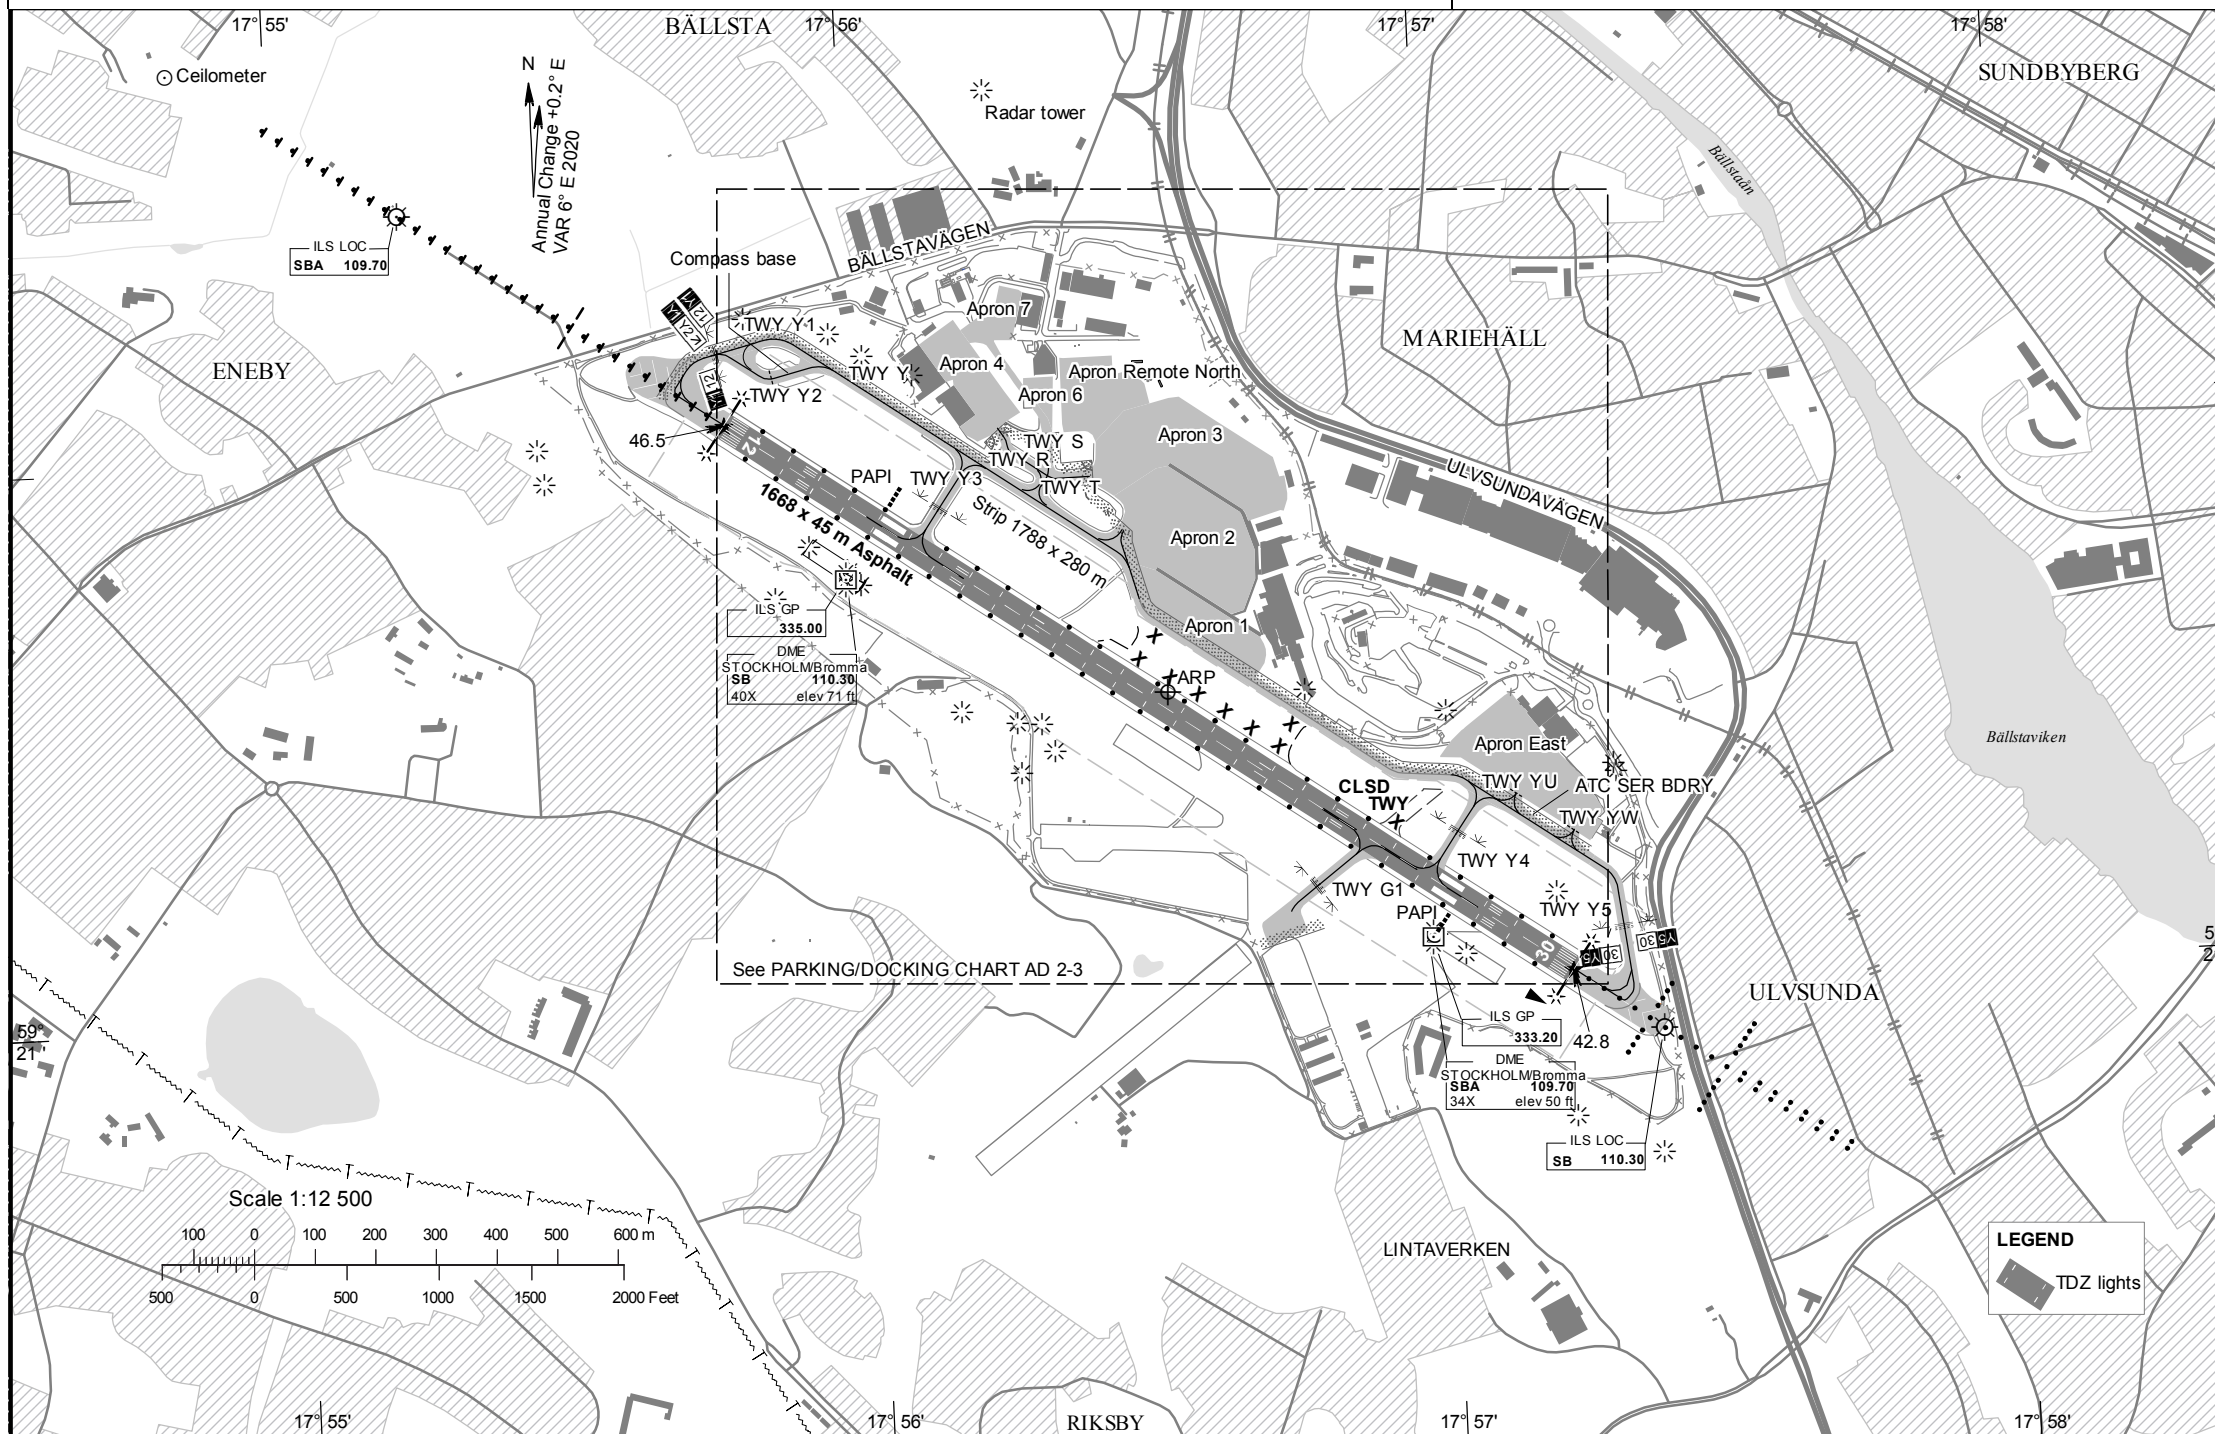 17° 55'
BÄLLSTA
17° 56'
17° 57'
17° 58'
Ceilometer
N
Annual Change +0.2° E
VAR 6° E 2020
Radar tower
SUNDBYBERG
Bällstaån
ILS LOC
SBA 109.70
Compass base
BÄLLSTAVÄGEN
TWY Y1
Apron 7
MARIEHÄLL
ENEBY
TWY Y
Apron 4
Apron Remote North
TWY Y2
Apron 6
12
46.5
12
TWY S
Apron 3
TWY R
PAPI
TWY Y3
TWY T
ULVSUNDAVÄGEN
1668 x 45 m Asphalt
Strip 1788 x 280 m
Apron 2
ILS GP
335.00
Apron 1
DME
STOCKHOLM/Bromma
SB 110.30
40X elev 71 ft
ARP
Bällstaviken
Apron East
CLSD
TWY
TWY YU
ATC SER BDRY
TWY YW
TWY Y4
TWY G1
PAPI
TWY Y5
30
Y5 30
30 Y5
See PARKING/DOCKING CHART AD 2-3
ULVSUNDA
ILS GP
333.20
42.8
59°
21'
DME
STOCKHOLM/Bromma
SBA 109.70
34X elev 50 ft
ILS LOC
SB 110.30
Scale 1:12 500
100 0 100 200 300 400 500 600 m
500 0 500 1000 1500 2000 Feet
LINTAVERKEN
LEGEND
TDZ lights
17° 55'
17° 56'
RIKSBY
17° 57'
17° 58'